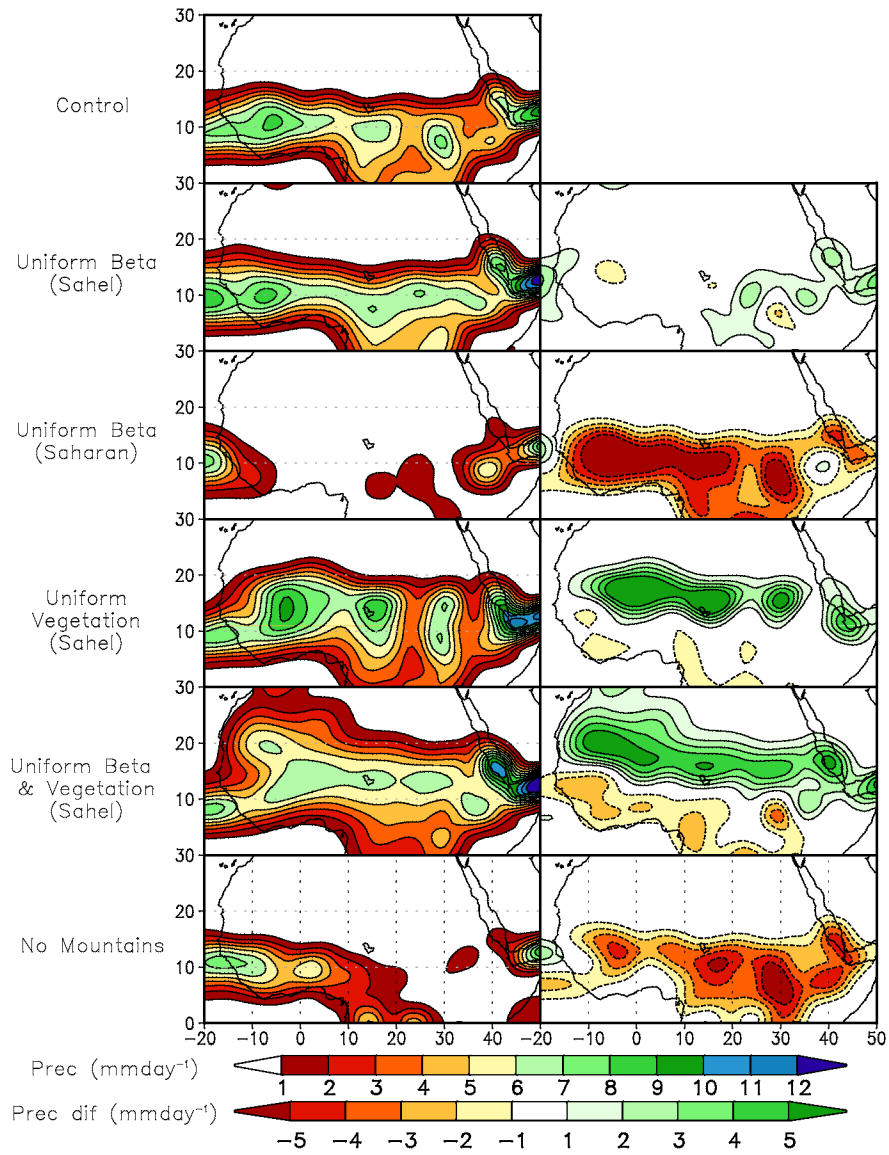 30
20
10
Control
30
20
10
Uniform Beta
(Sahel)
30
20
10
Uniform Beta
(Saharan)
30
20
10
Uniform
Vegetation
(Sahel)
30
20
10
Uniform Beta
& Vegetation
(Sahel)
30
20
10
0
No Mountains
−20 −10 0 10 20 30 40 −20 −10 0 10 20 30 40 50
Prec (mmday⁻¹)
1 2 3 4 5 6 7 8 9 10 11 12
Prec dif (mmday⁻¹)
−5 −4 −3 −2 −1 1 2 3 4 5